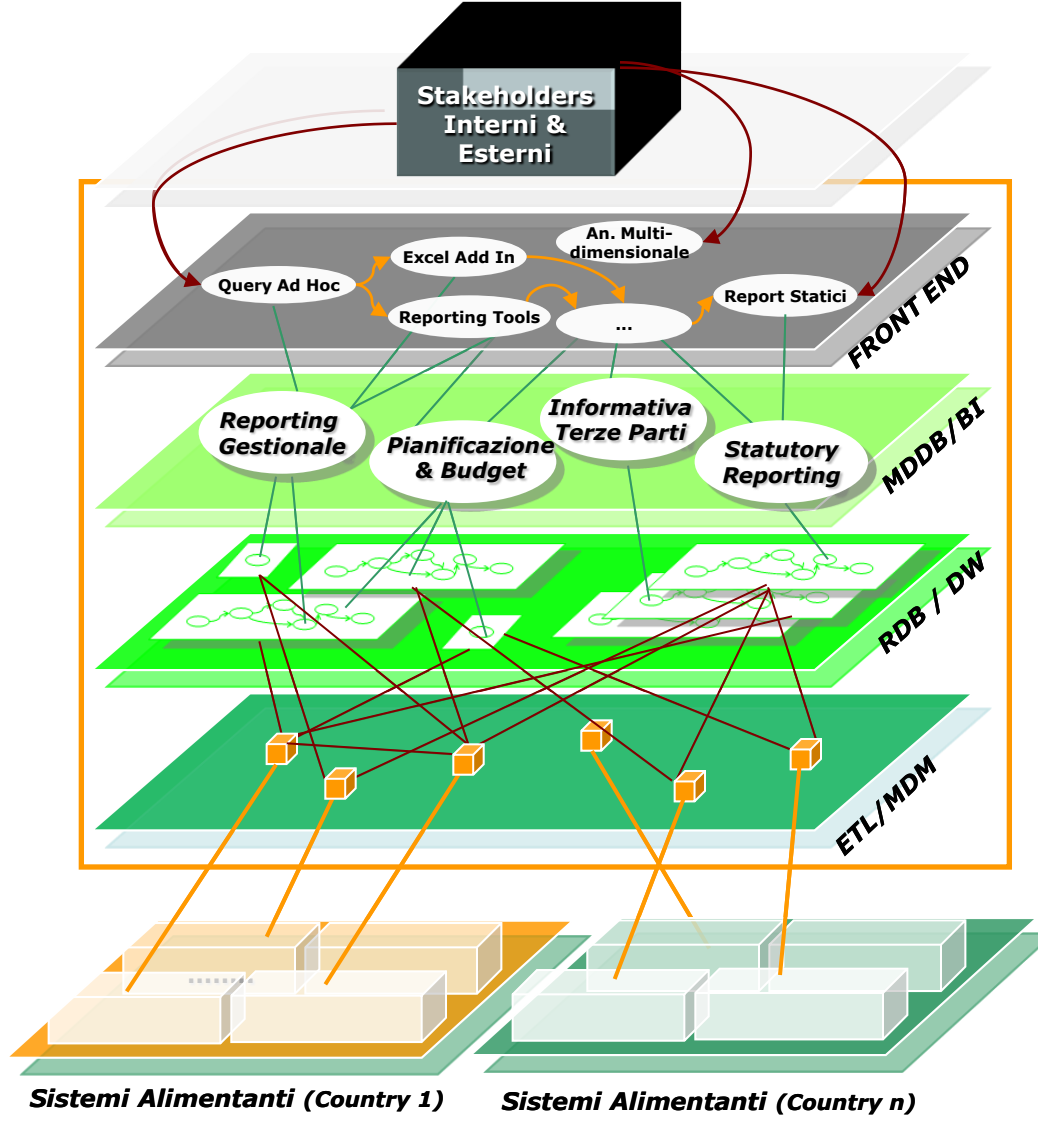 Stakeholders
Interni &
Esterni
An. Multi-
dimensionale
Excel Add In
Query Ad Hoc
Report Statici
Reporting Tools
...
FRONT END
Reporting
Gestionale
Informativa
Terze Parti
Pianificazione
& Budget
Statutory
Reporting
MDDB/BI
RDB / DW
ETL/MDM
........
Sistemi Alimentanti (Country 1)
Sistemi Alimentanti (Country n)